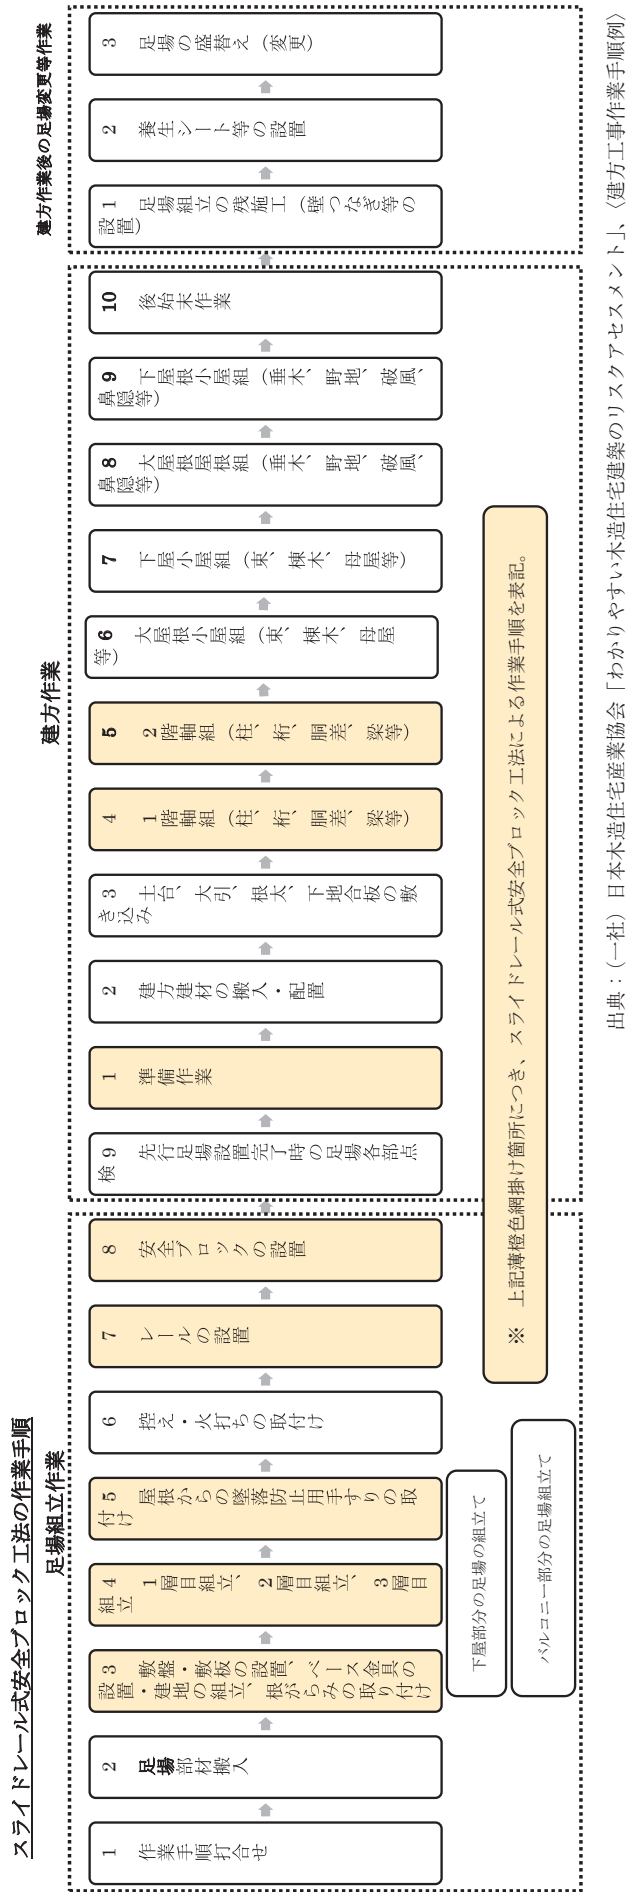 スライドレール式安全ブロック工法の作業手順
足場組立作業
1 作業手順打合せ
2 足場部材搬入
3 敷盤・敷板の設置、ベース金具の
設置・建地の組立、根がらみの取り付け
4 1層目組立、2層目組立、3層目
組立
5 屋根からの墜落防止用手すりの取
付け
6 控え・火打ちの取付け
7 レールの設置
8 安全ブロックの設置
下屋部分の足場の組立て
バルコニー部分の足場組立て
建方作業
9 先行足場設置完了時の足場各部点
検
1 準備作業
2 建方建材の搬入・配置
3 土台、大引、根太、下地合板の敷
き込み
4 1階軸組（柱、桁、胴差、梁等）
5 2階軸組（柱、桁、胴差、梁等）
6 大屋根小屋組（束、棟木、母屋
等）
7 下屋小屋組（束、棟木、母屋等）
8 大屋根屋根組（垂木、野地、破風、
鼻隠等）
9 下屋根小屋組（垂木、野地、破風、
鼻隠等）
10 後始末作業
建方作業後の足場変更等作業
1 足場組立の残施工（壁つなぎ等の
設置）
2 養生シート等の設置
3 足場の盛替え（変更）
※ 上記薄橙色網掛け箇所につき、スライドレール式安全ブロック工法による作業手順を表記。
出典：（一社）日本木造住宅産業協会「わかりやすい木造住宅建築のリスクアセスメント」、〈建方工事作業手順例〉